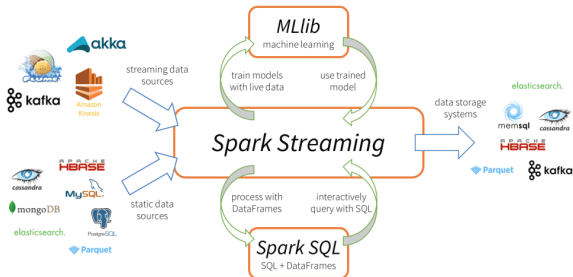 MLlib
machine learning
akka
FLUME
kafka
Amazon
Kinesis
streaming data
sources
train models
with live data
use trained
model
data storage
systems
elasticsearch.
memsql
cassandra
APACHE
HBASE
Parquet
kafka
Spark Streaming
APACHE
HBASE
cassandra
MySQL.
mongoDB
PostgreSQL
elasticsearch.
Parquet
static data
sources
process with
DataFrames
interactively
query with SQL
Spark SQL
SQL + DataFrames